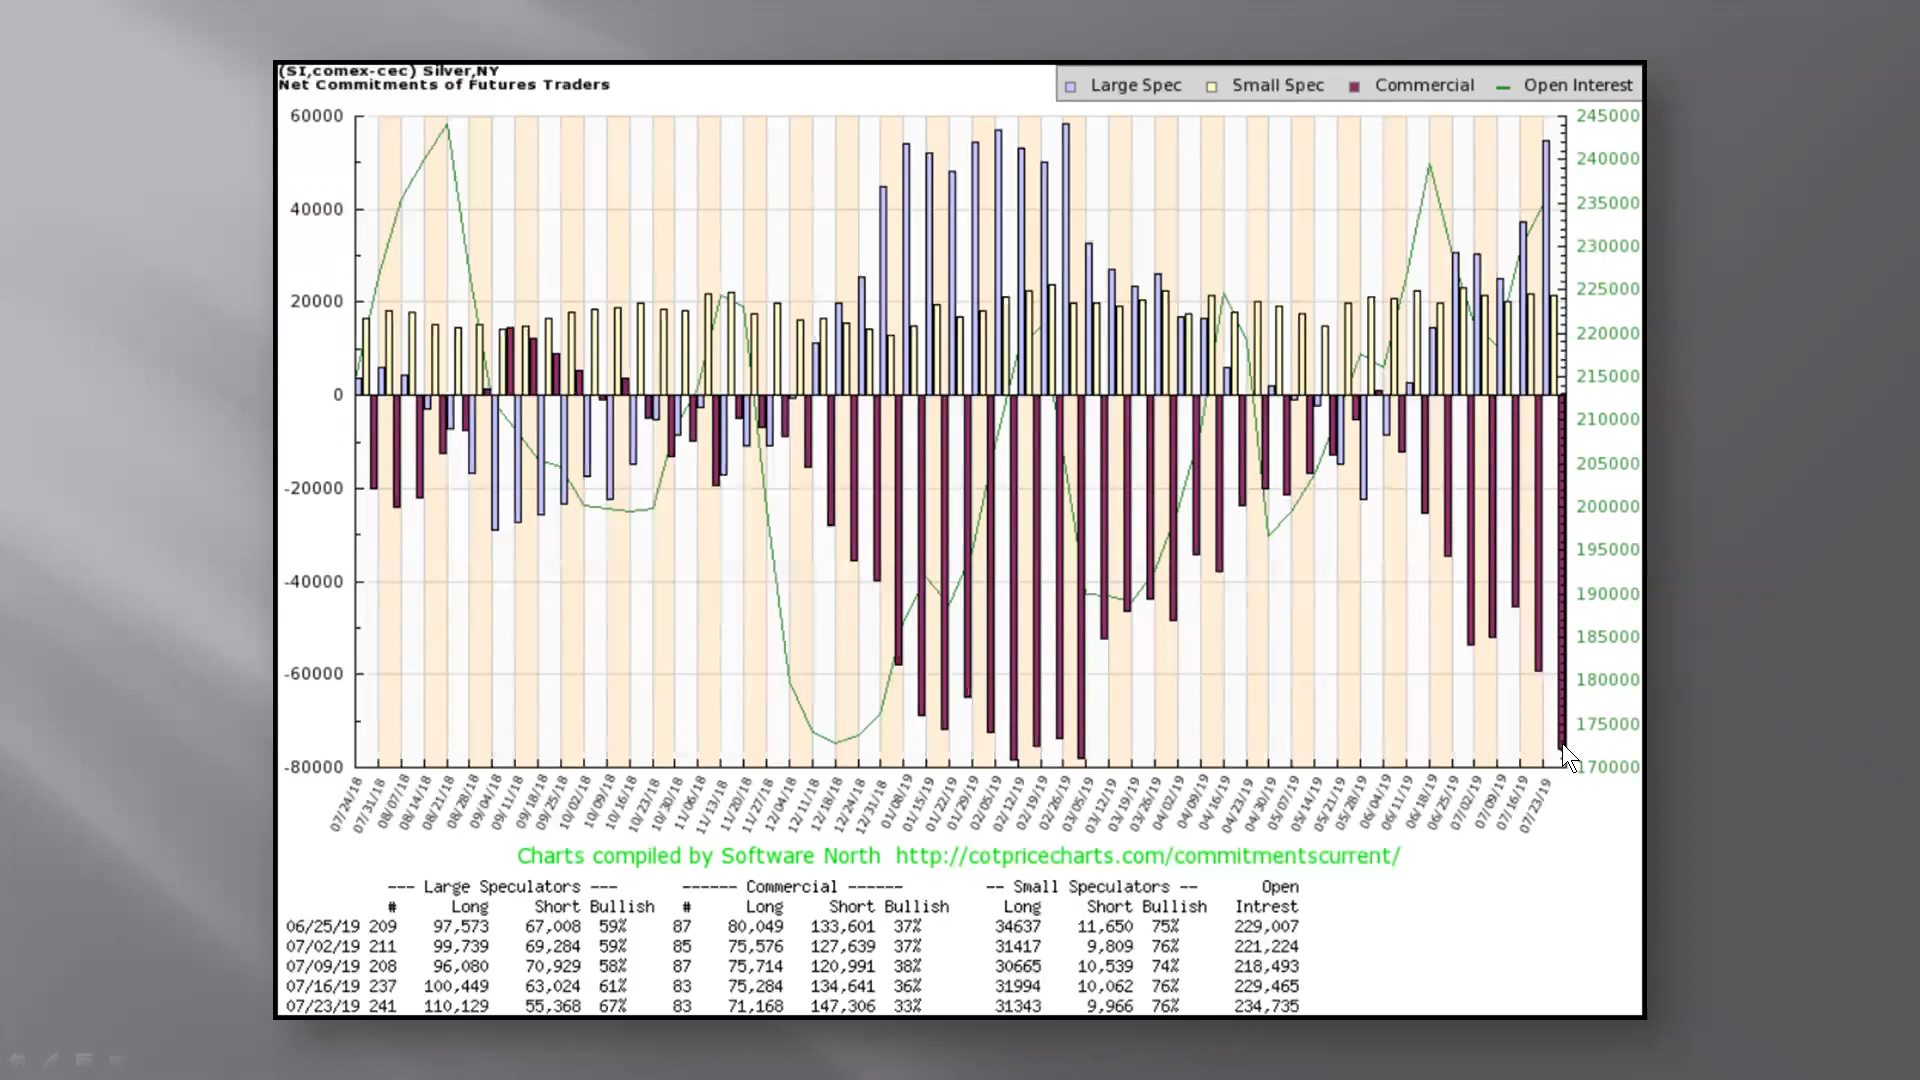 (SI,comex-cec) Silver,NY
Net Commitments of Futures Traders
Large Spec Small Spec Commercial Open Interest
60000
40000
20000
0
-20000
-40000
-60000
-80000
245000
240000
235000
230000
225000
220000
215000
210000
205000
200000
195000
190000
185000
180000
175000
170000
07/24/18 07/31/18 08/07/18 08/14/18 08/21/18 08/28/18 09/04/18 09/11/18 09/18/18 09/25/18 10/02/18 10/09/18 10/16/18 10/23/18 10/30/18 11/06/18 11/13/18 11/20/18 11/27/18 12/04/18 12/11/18 12/18/18 12/24/18 12/31/18 01/08/19 01/15/19 01/22/19 01/29/19 02/05/19 02/12/19 02/19/19 02/26/19 03/05/19 03/12/19 03/19/19 03/26/19 04/02/19 04/09/19 04/16/19 04/23/19 04/30/19 05/07/19 05/14/19 05/21/19 05/28/19 06/04/19 06/11/19 06/18/19 06/25/19 07/02/19 07/09/19 07/16/19 07/23/19
Charts compiled by Software North http://cotpricecharts.com/commitmentscurrent/
--- Large Speculators --- ------ Commercial ------ -- Small Speculators -- Open
# Long Short Bullish # Long Short Bullish Long Short Bullish Intrest
06/25/19 209 97,573 67,008 59% 87 80,049 133,601 37% 34637 11,650 75% 229,007
07/02/19 211 99,739 69,284 59% 85 75,576 127,639 37% 31417 9,809 76% 221,224
07/09/19 208 96,080 70,929 58% 87 75,714 120,991 38% 30665 10,539 74% 218,493
07/16/19 237 100,449 63,024 61% 83 75,284 134,641 36% 31994 10,062 76% 229,465
07/23/19 241 110,129 55,368 67% 83 71,168 147,306 33% 31343 9,966 76% 234,735